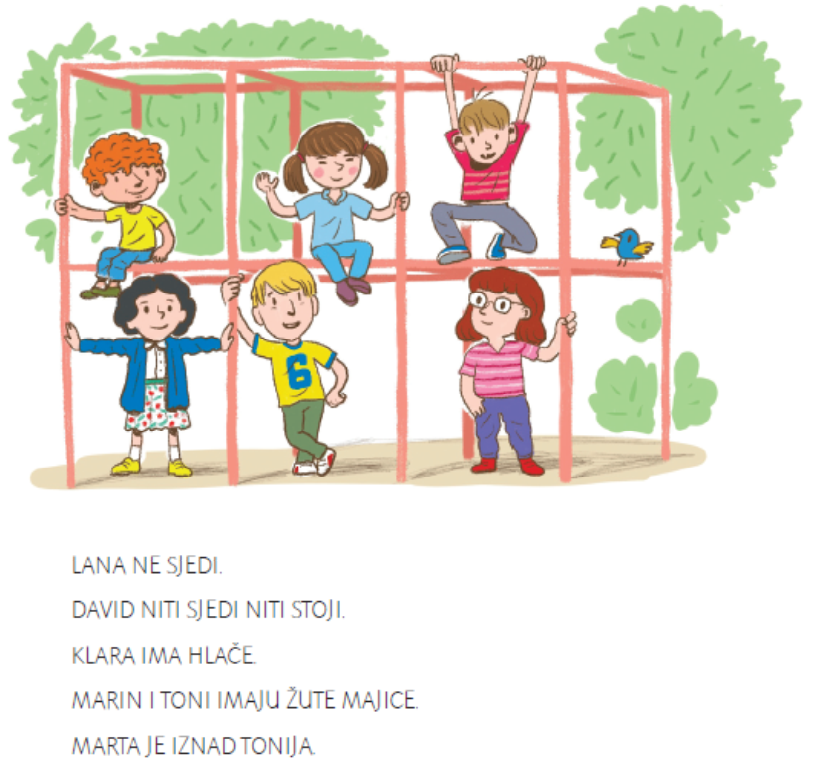 6
LANA NE SJEDI.
DAVID NITI SJEDI NITI STOJI.
KLARA IMA HLAČE.
MARIN I TONI IMAJU ŽUTE MAJICE.
MARTA JE IZNAD TONIJA.